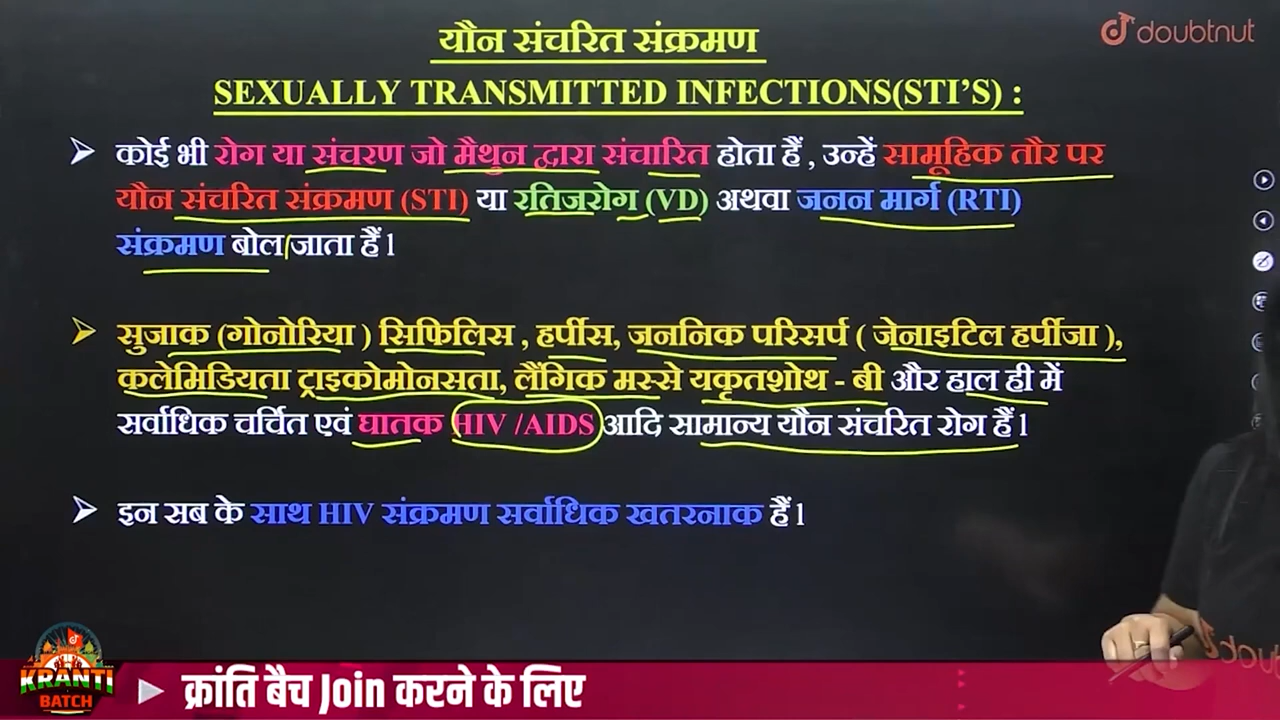 doubtnut
यौन संचरित संक्रमण
SEXUALLY TRANSMITTED INFECTIONS(STI'S) :
➢ कोई भी रोग या संचरण जो मैथुन द्वारा संचारित होता हैं , उन्हें सामूहिक तौर पर
यौन संचरित संक्रमण (STI) या रतिजरोग (VD) अथवा जनन मार्ग (RTI)
संक्रमण बोला जाता हैं l
➢ सुजाक (गोनोरिया ) सिफिलिस , हर्पीस, जननिक परिसर्प ( जेनाइटिल हर्पीजा ),
कलेमिडियता ट्राइकोमोनसता, लैंगिक मस्से यकृतशोथ - बी और हाल ही में
सर्वाधिक चर्चित एवं घातक HIV /AIDS आदि सामान्य यौन संचरित रोग हैं l
➢ इन सब के साथ HIV संक्रमण सर्वाधिक खतरनाक हैं l
KRANTI
BATCH
क्रांति बैच Join करने के लिए